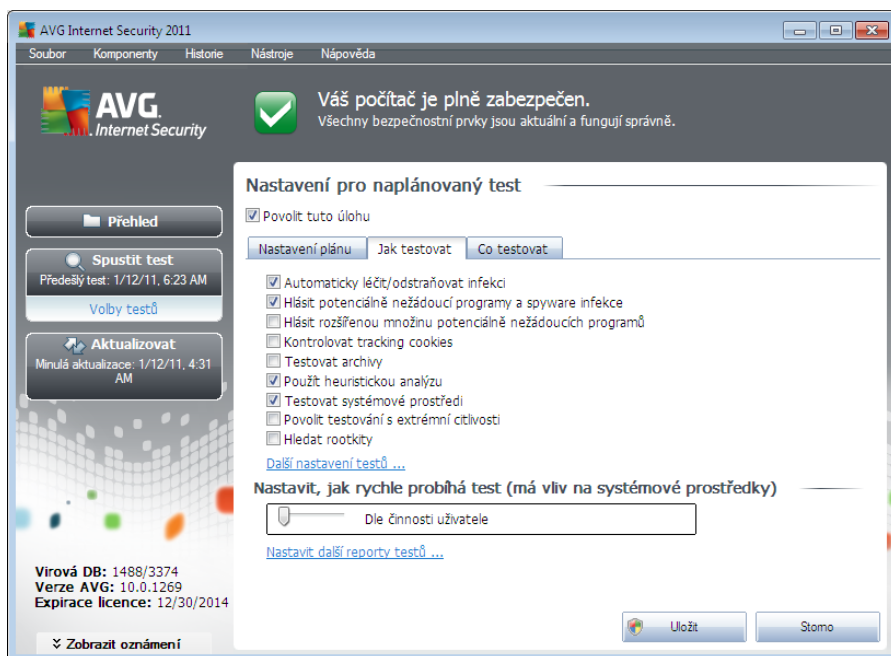 AVG Internet Security 2011
Soubor Komponenty Historie Nástroje Nápověda
AVG.
Internet Security
Váš počítač je plně zabezpečen.
Všechny bezpečnostní prvky jsou aktuální a fungují správně.
Přehled
Spustit test
Předešlý test: 1/12/11, 6:23 AM
Volby testů
Aktualizovat
Minulá aktualizace: 1/12/11, 4:31
AM
Virová DB: 1488/3374
Verze AVG: 10.0.1269
Expirace licence: 12/30/2014
Zobrazit oznámení
Nastavení pro naplánovaný test
Povolit tuto úlohu
Nastavení plánu Jak testovat Co testovat
Automaticky léčit/odstraňovat infekci
Hlásit potenciálně nežádoucí programy a spyware infekce
Hlásit rozšířenou množinu potenciálně nežádoucích programů
Kontrolovat tracking cookies
Testovat archivy
Použít heuristickou analýzu
Testovat systémové prostředi
Povolit testování s extrémní citlivosti
Hledat rootkity
Další nastavení testů ...
Nastavit, jak rychle probíhá test (má vliv na systémové prostředky)
Dle činnosti uživatele
Nastavit další reporty testů ...
Uložit Storno